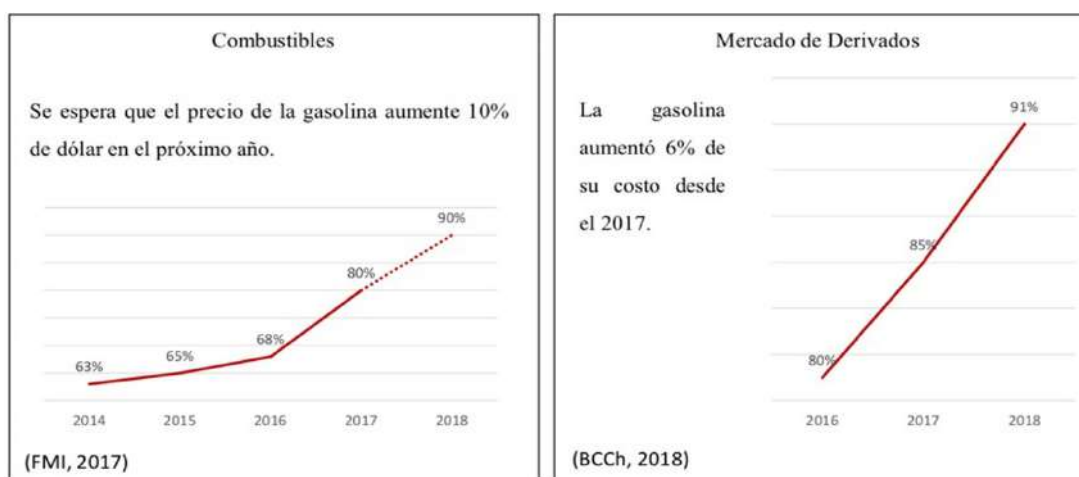 Combustibles
Se espera que el precio de la gasolina aumente 10%
de dólar en el próximo año.
90%
80%
68%
65%
63%
2014 2015 2016 2017 2018
(FMI, 2017)
Mercado de Derivados
La gasolina
aumentó 6% de
su costo desde
el 2017.
91%
85%
80%
2016 2017 2018
(BCCh, 2018)